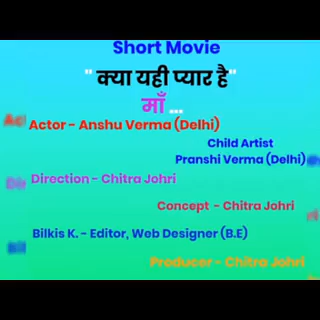 Short Movie
" क्या यही प्यार है"
माँ ...
Actor - Anshu Verma (Delhi)
Child Artist
Pranshi Verma (Delhi)
Direction - Chitra Johri
Concept - Chitra Johri
Bilkis K. - Editor, Web Designer (B.E)
Producer - Chitra Johri